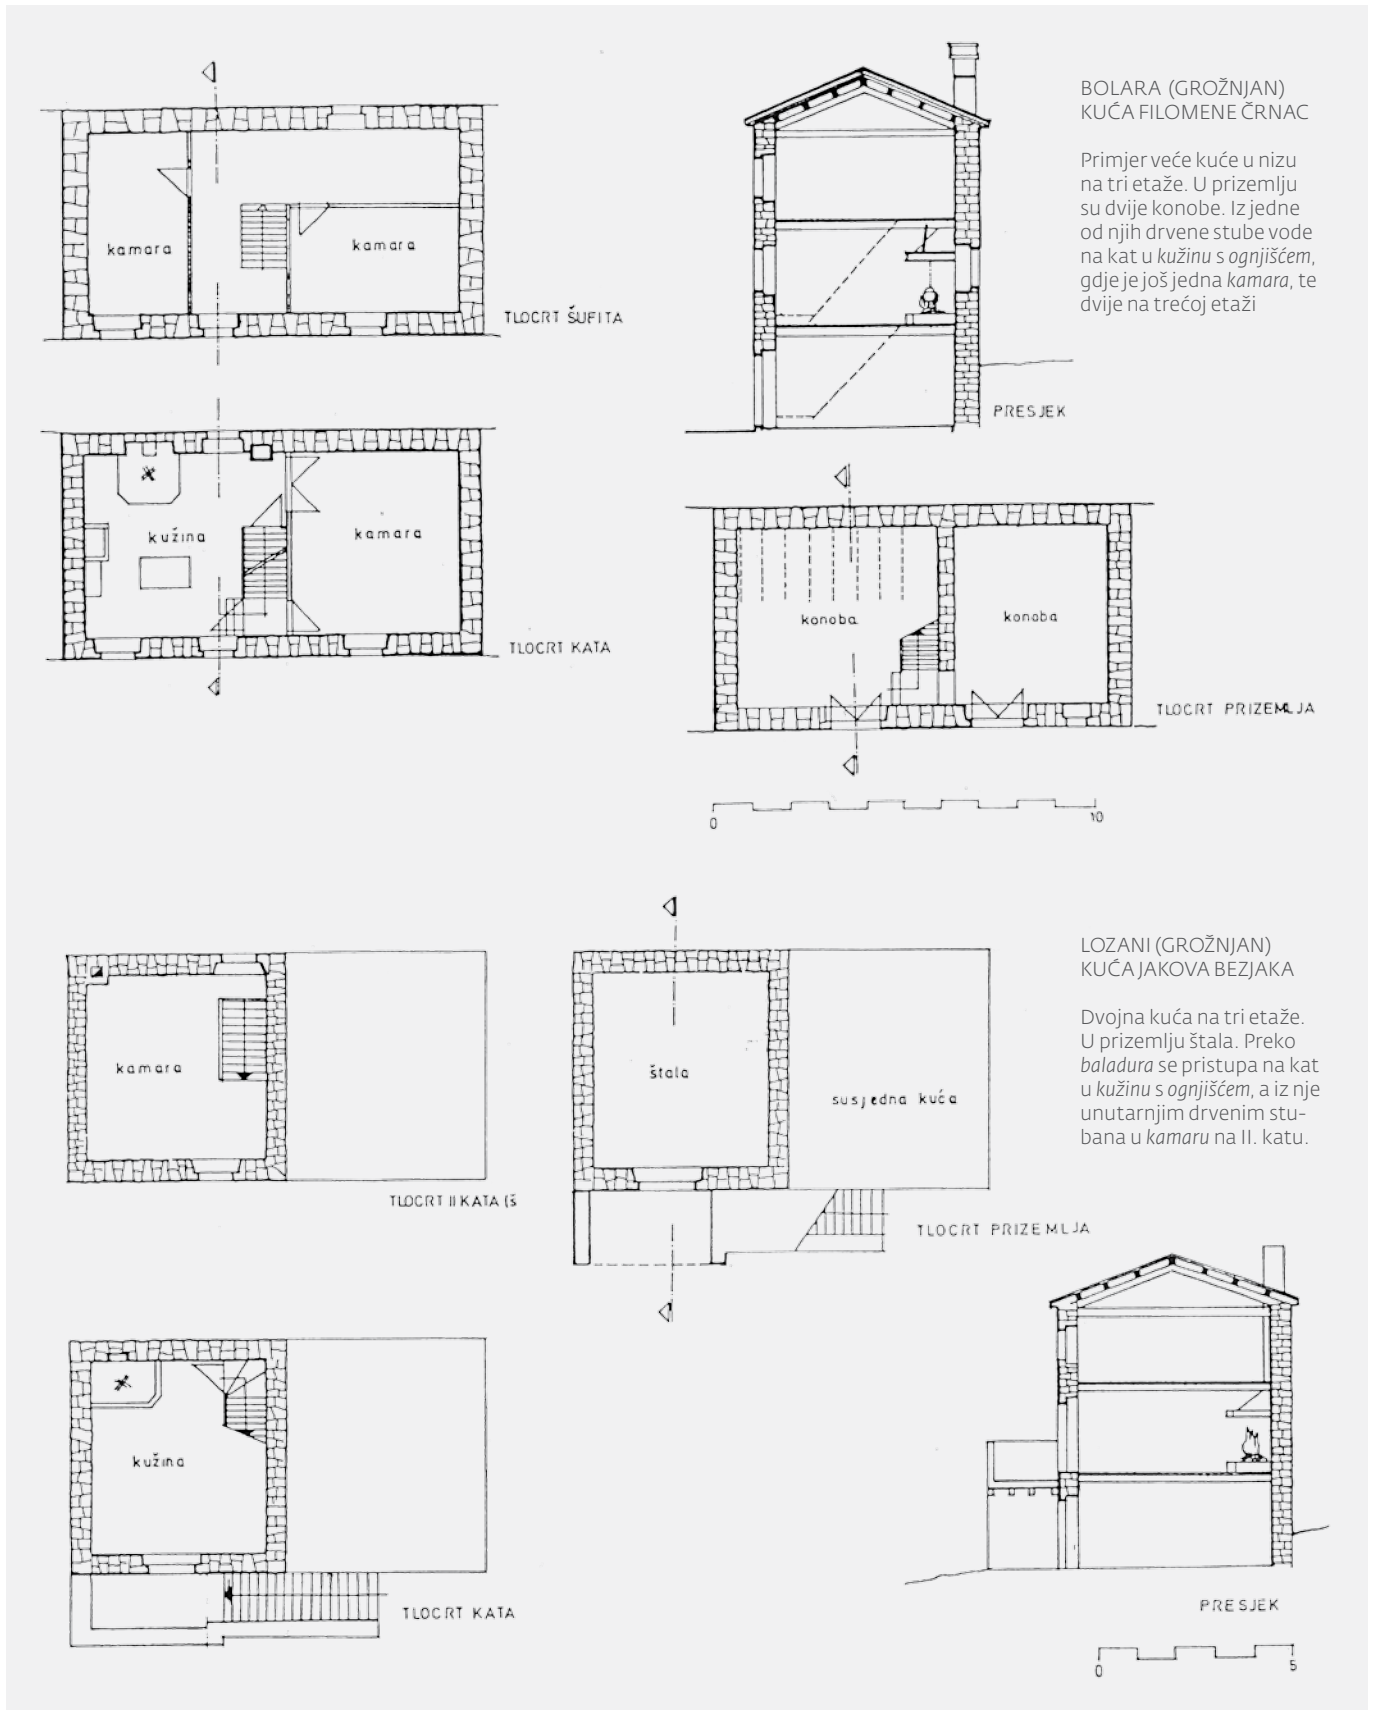 BOLARA (GROŽNJAN)
KUĆA FILOMENE ČRNAC
Primjer veće kuće u nizu
na tri etaže. U prizemlju
su dvije konobe. Iz jedne
od njih drvene stube vode
na kat u kužinu s ognjišćem,
gdje je još jedna kamara, te
dvije na trećoj etaži
kamara
kamara
TLOCRT ŠUFITA
PRESJEK
kužina
kamara
TLOCRT KATA
konoba
konoba
TLOCRT PRIZEMLJA
0
10
LOZANI (GROŽNJAN)
KUĆA JAKOVA BEZJAKA
Dvojna kuća na tri etaže.
U prizemlju štala. Preko
baladura se pristupa na kat
u kužinu s ognjišćem, a iz nje
unutarnjim drvenim stu-
bana u kamaru na II. katu.
kamara
TLOCRT II KATA (Š
štala
susjedna kuća
TLOCRT PRIZEMLJA
kužina
TLOCRT KATA
PRESJEK
0
5